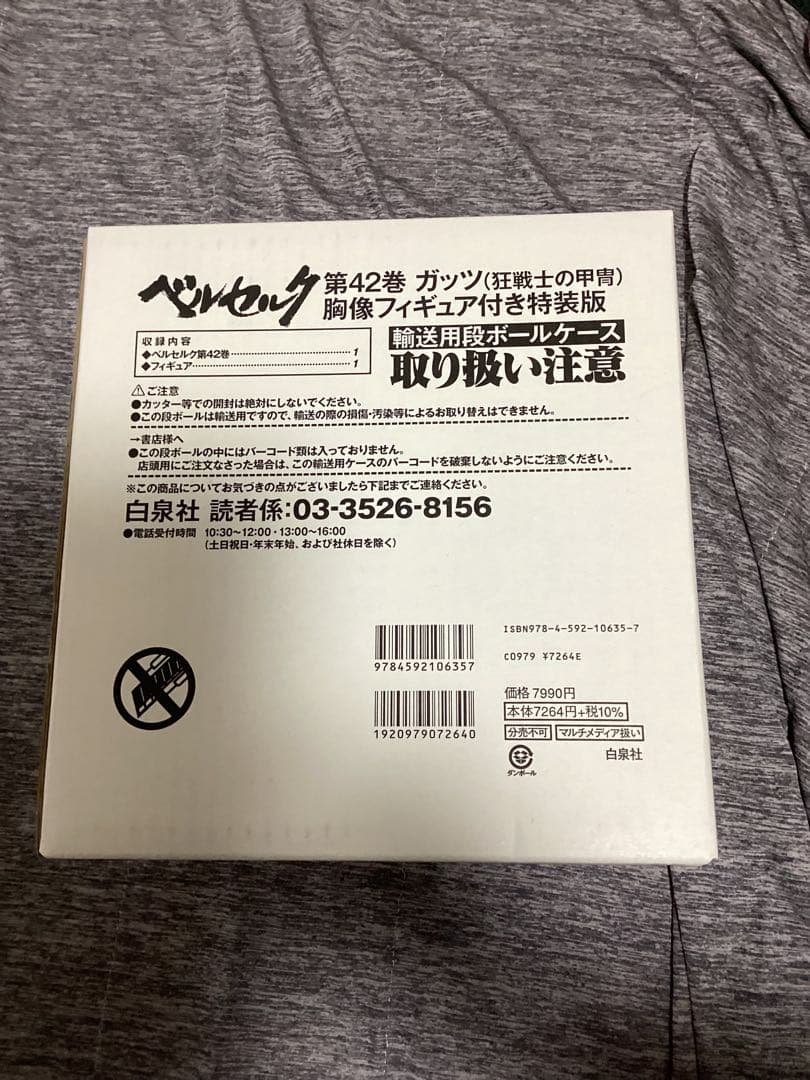 ベルセルク 第42巻 ガッツ(狂戦士の甲冑)
胸像フィギュア付き特装版
収録内容
◆ベルセルク第42巻……………………………………1
◆フィギュア……………………………………………1
輸送用段ボールケース
取り扱い注意
⚠ご注意
●カッター等での開封は絶対にしないでください。
●この段ボールは輸送用ですので、輸送の際の損傷・汚染等によるお取り替えはできません。
→書店様へ
●この段ボールの中にはバーコード類は入っておりません。
店頭用にご注文なさった場合は、この輸送用ケースのバーコードを破棄しないようにご注意ください。
※この商品についてお気づきの点がございましたら下記までご連絡ください。
白泉社 読者係:03-3526-8156
●電話受付時間 10:30～12:00・13:00～16:00
(土日祝日・年末年始、および社休日を除く)
9784592106357
1920979072640
ISBN978-4-592-10635-7
C0979 ¥7264E
価格 7990円
本体7264円+税10%
分売不可 マルチメディア扱い
ダンボール
白泉社